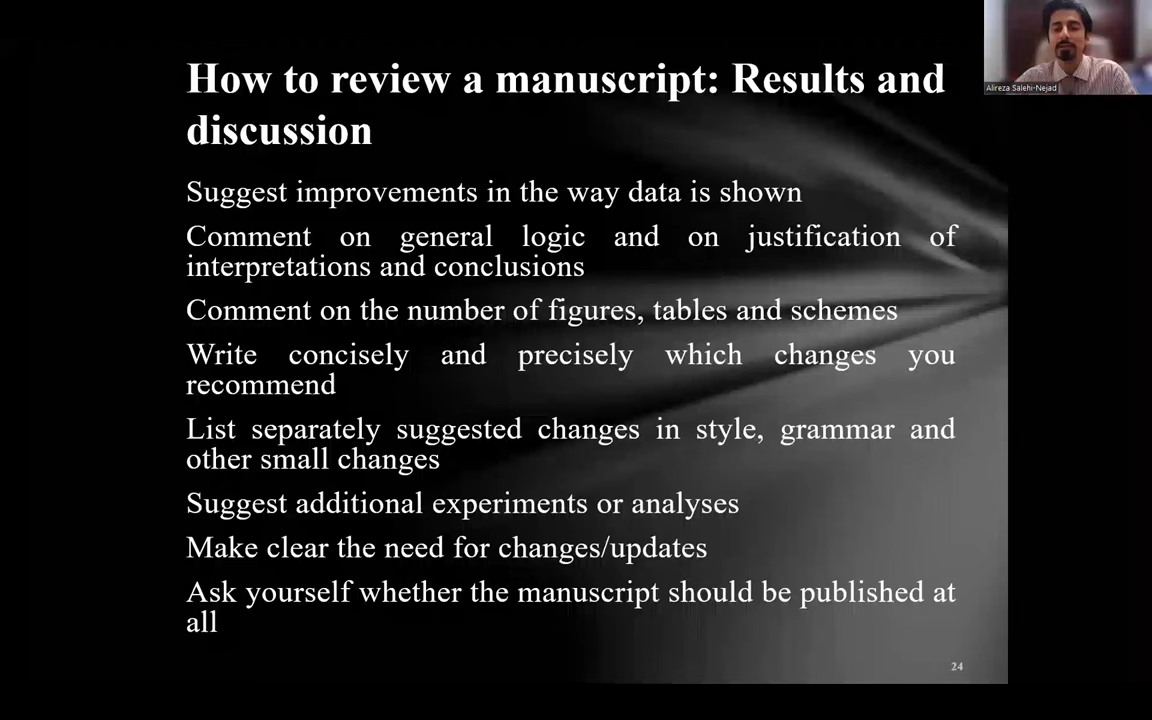 How to review a manuscript: Results and
discussion
Alireza Salehi-Nejad
Suggest improvements in the way data is shown
Comment on general logic and on justification of
interpretations and conclusions
Comment on the number of figures, tables and schemes
Write concisely and precisely which changes you
recommend
List separately suggested changes in style, grammar and
other small changes
Suggest additional experiments or analyses
Make clear the need for changes/updates
Ask yourself whether the manuscript should be published at
all
24